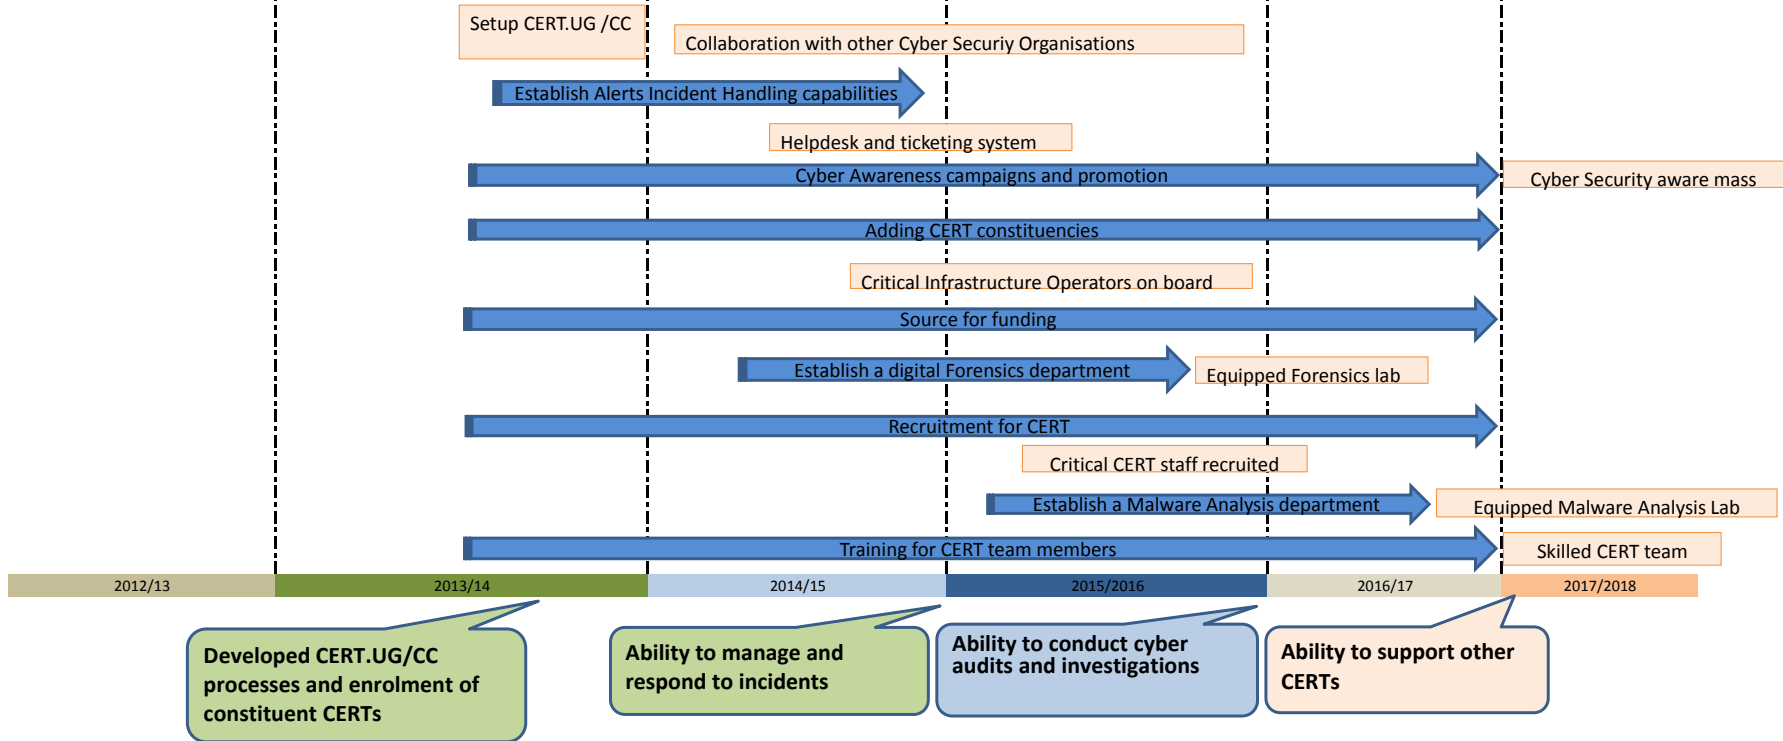 Setup CERT.UG /CC
Collaboration with other Cyber Securiy Organisations
Establish Alerts Incident Handling capabilities
Helpdesk and ticketing system
Cyber Awareness campaigns and promotion
Cyber Security aware mass
Adding CERT constituencies
Critical Infrastructure Operators on board
Source for funding
Establish a digital Forensics department
Equipped Forensics lab
Recruitment for CERT
Critical CERT staff recruited
Establish a Malware Analysis department
Equipped Malware Analysis Lab
Training for CERT team members
Skilled CERT team
2012/13
2013/14
2014/15
2015/2016
2016/17
2017/2018
Developed CERT.UG/CC
processes and enrolment of
constituent CERTs
Ability to manage and
respond to incidents
Ability to conduct cyber
audits and investigations
Ability to support other
CERTs